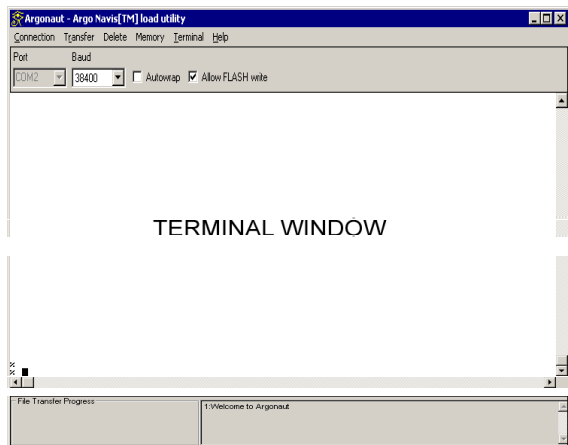 Argonaut - Argo Navis[TM] load utility
Connection Transfer Delete Memory Terminal Help
Port Baud
COM2 38400 Autowrap Allow FLASH write
TERMINAL WINDOW
%
%
File Transfer Progress
1:Welcome to Argonaut